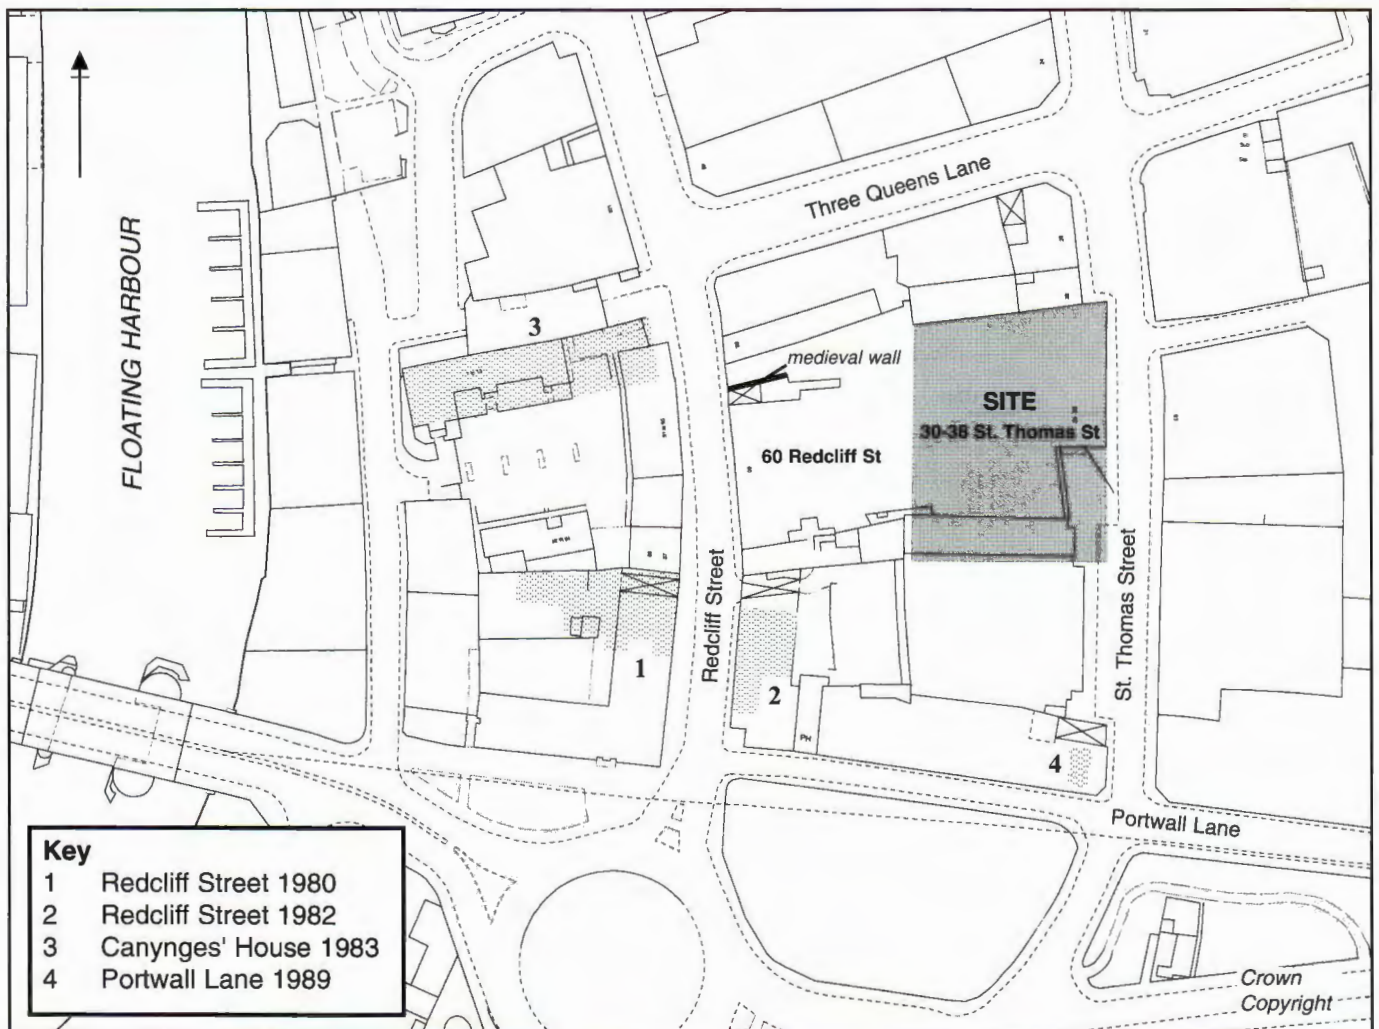 Three Queens Lane
FLOATING HARBOUR
3
medieval wall
SITE
30-38 St. Thomas St
60 Redcliff St
Redcliff Street
St. Thomas Street
1
2
PH
4
Portwall Lane
Key
1 Redcliff Street 1980
2 Redcliff Street 1982
3 Canynges' House 1983
4 Portwall Lane 1989
Crown
Copyright